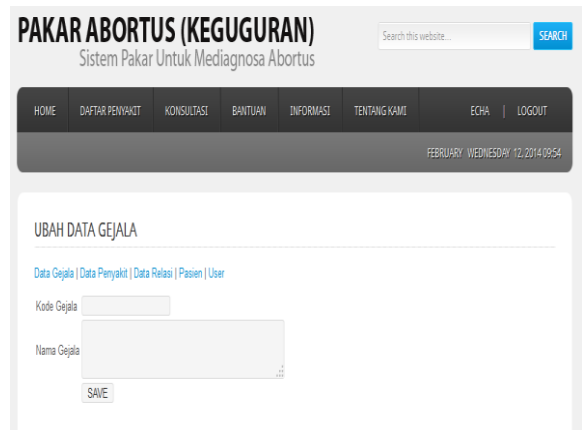 PAKAR ABORTUS (KEGUGURAN)
Sistem Pakar Untuk Mediagnosa Abortus
Search this website... SEARCH
HOME DAFTAR PENYAKIT KONSULTASI BANTUAN INFORMASI TENTANG KAMI ECHA | LOGOUT
FEBRUARY WEDNESDAY 12, 2014 09:54
UBAH DATA GEJALA
Data Gejala | Data Penyakit | Data Relasi | Pasien | User
Kode Gejala
Nama Gejala
SAVE